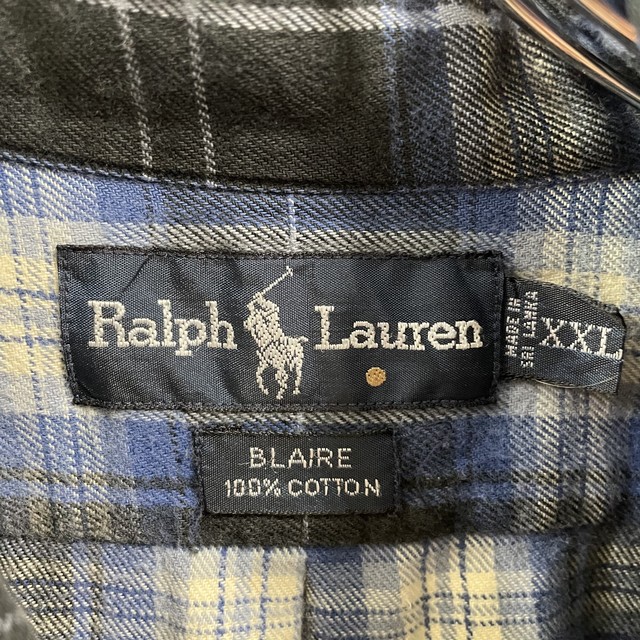 Ralph Lauren
MADE IN
SRI LANKA
XXL
BLAIRE
100% COTTON